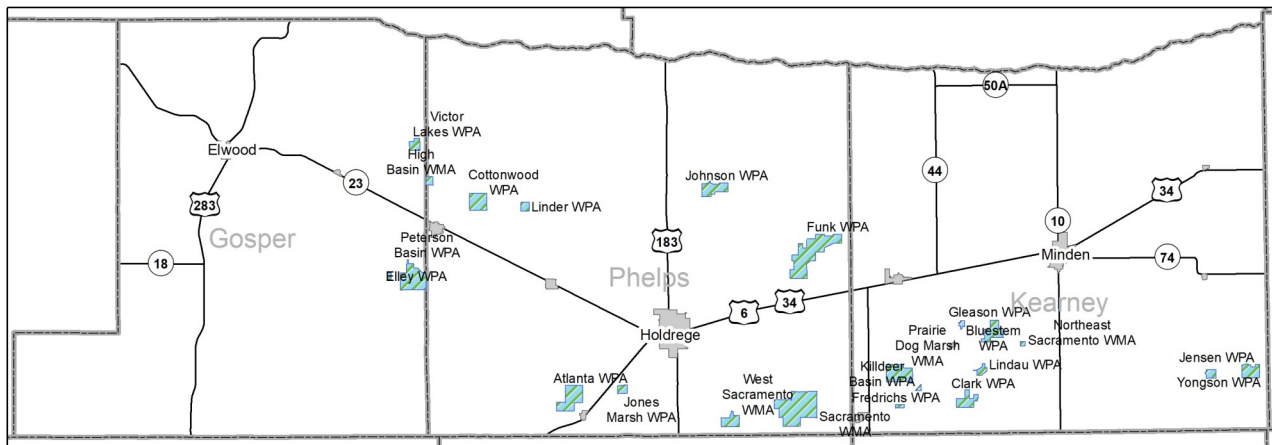 50A
Victor
Lakes WPA
Elwood
High
Basin WMA
23
Cottonwood
WPA
Johnson WPA
44
34
283
Linder WPA
10
Gosper
Peterson
Basin WPA
183
Funk WPA
Minden
74
18
Elley WPA
Phelps
34
6
Kearney
Holdrege
Gleason WPA
Bluestem
WPA
Northeast
Sacramento WMA
Prairie
Dog Marsh
WMA
Killdeer
Basin WPA
Lindau WPA
Jensen WPA
Atlanta WPA
West
Sacramento
WMA
Clark WPA
Yongson WPA
Fredrichs WPA
Jones
Marsh WPA
Sacramento
WMA